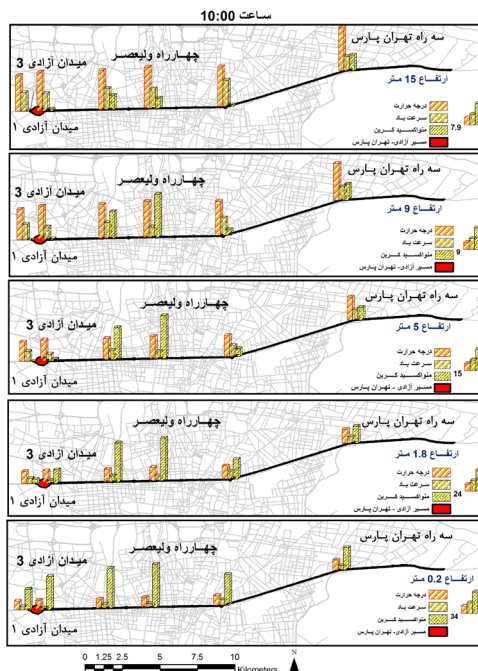 ساعت 10:00
سه راه تهران پارس
چهارراه ولیعصر
میدان آزادی 3
ارتفاع 15 متر
درجه حرارت
سرعت باد
منواکسید کربن
7.9
مسیر آزادی- تهران پارس
میدان آزادی ۱
سه راه تهران پارس
چهارراه ولیعصر
میدان آزادی 3
ارتفاع 9 متر
درجه حرارت
سرعت باد
منواکسید کربن
9
مسیر آزادی- تهران پارس
میدان آزادی ۱
سه راه تهران پارس
چهارراه ولیعصر
میدان آزادی 3
ارتفاع 5 متر
درجه حرارت
سرعت باد
منواکسید کربن
15
مسیر آزادی - تهران پارس
میدان آزادی ۱
سه راه تهران پارس
چهارراه ولیعصر
میدان آزادی 3
ارتفاع 1.8 متر
درجه حرارت
سرعت باد
منواکسید کربن
24
مسیر آزادی- تهران پارس
میدان آزادی ۱
سه راه تهران پارس
چهارراه ولیعصر
میدان آزادی 3
ارتفاع 0.2 متر
درجه حرارت
سرعت باد
منواکسید کربن
34
مسیر آزادی- تهران پارس
میدان آزادی ۱
N
0 1.25 2.5 5 7.5 10
Kilometers